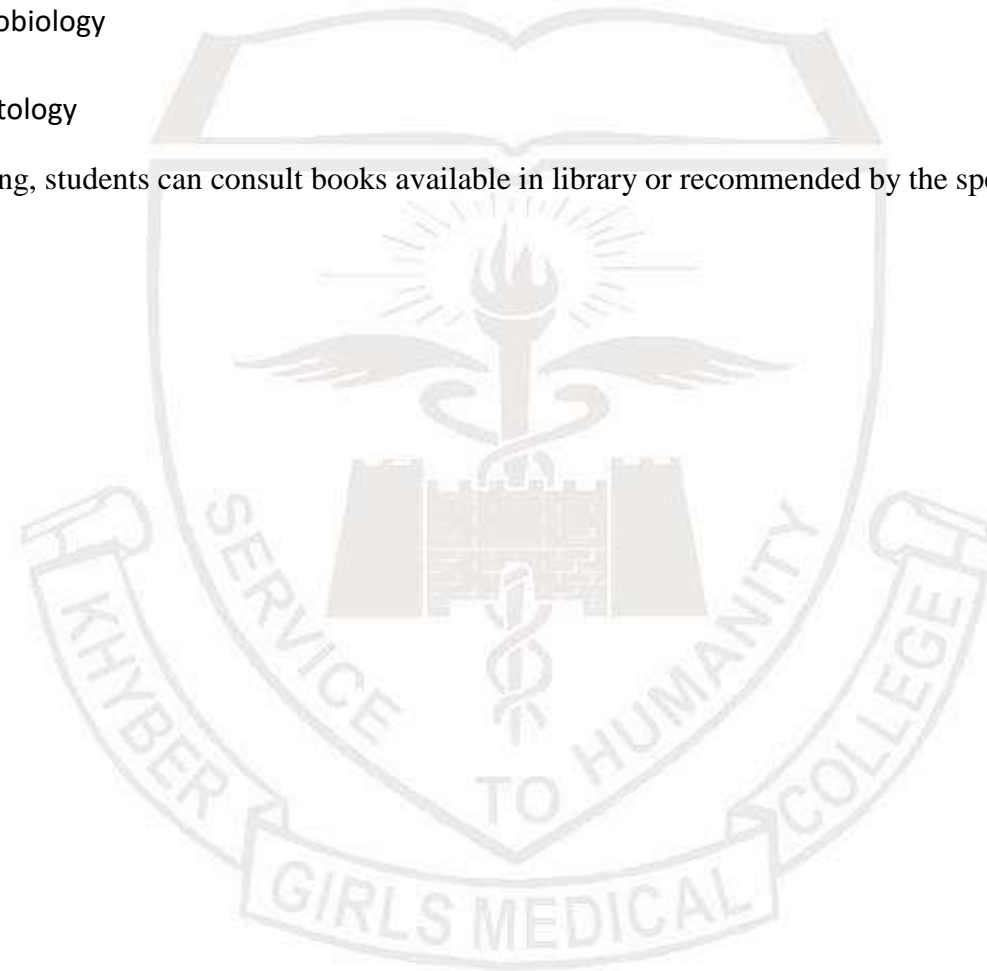 obiology
tology
ng, students can consult books available in library or recommended by the sp
SERVICE TO HUMANITY
KHYBER GIRLS MEDICAL COLLEGE